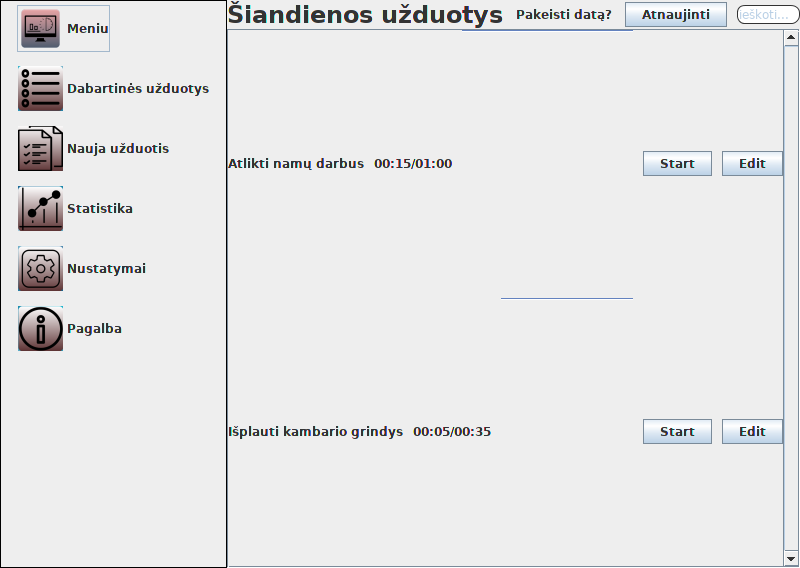 Meniu
Dabartinės užduotys
Nauja užduotis
Statistika
Nustatymai
Pagalba
Šiandienos užduotys Pakeisti datą? Atnaujinti Ieškoti...
Atlikti namų darbus 00:15/01:00 Start Edit
Išplauti kambario grindys 00:05/00:35 Start Edit